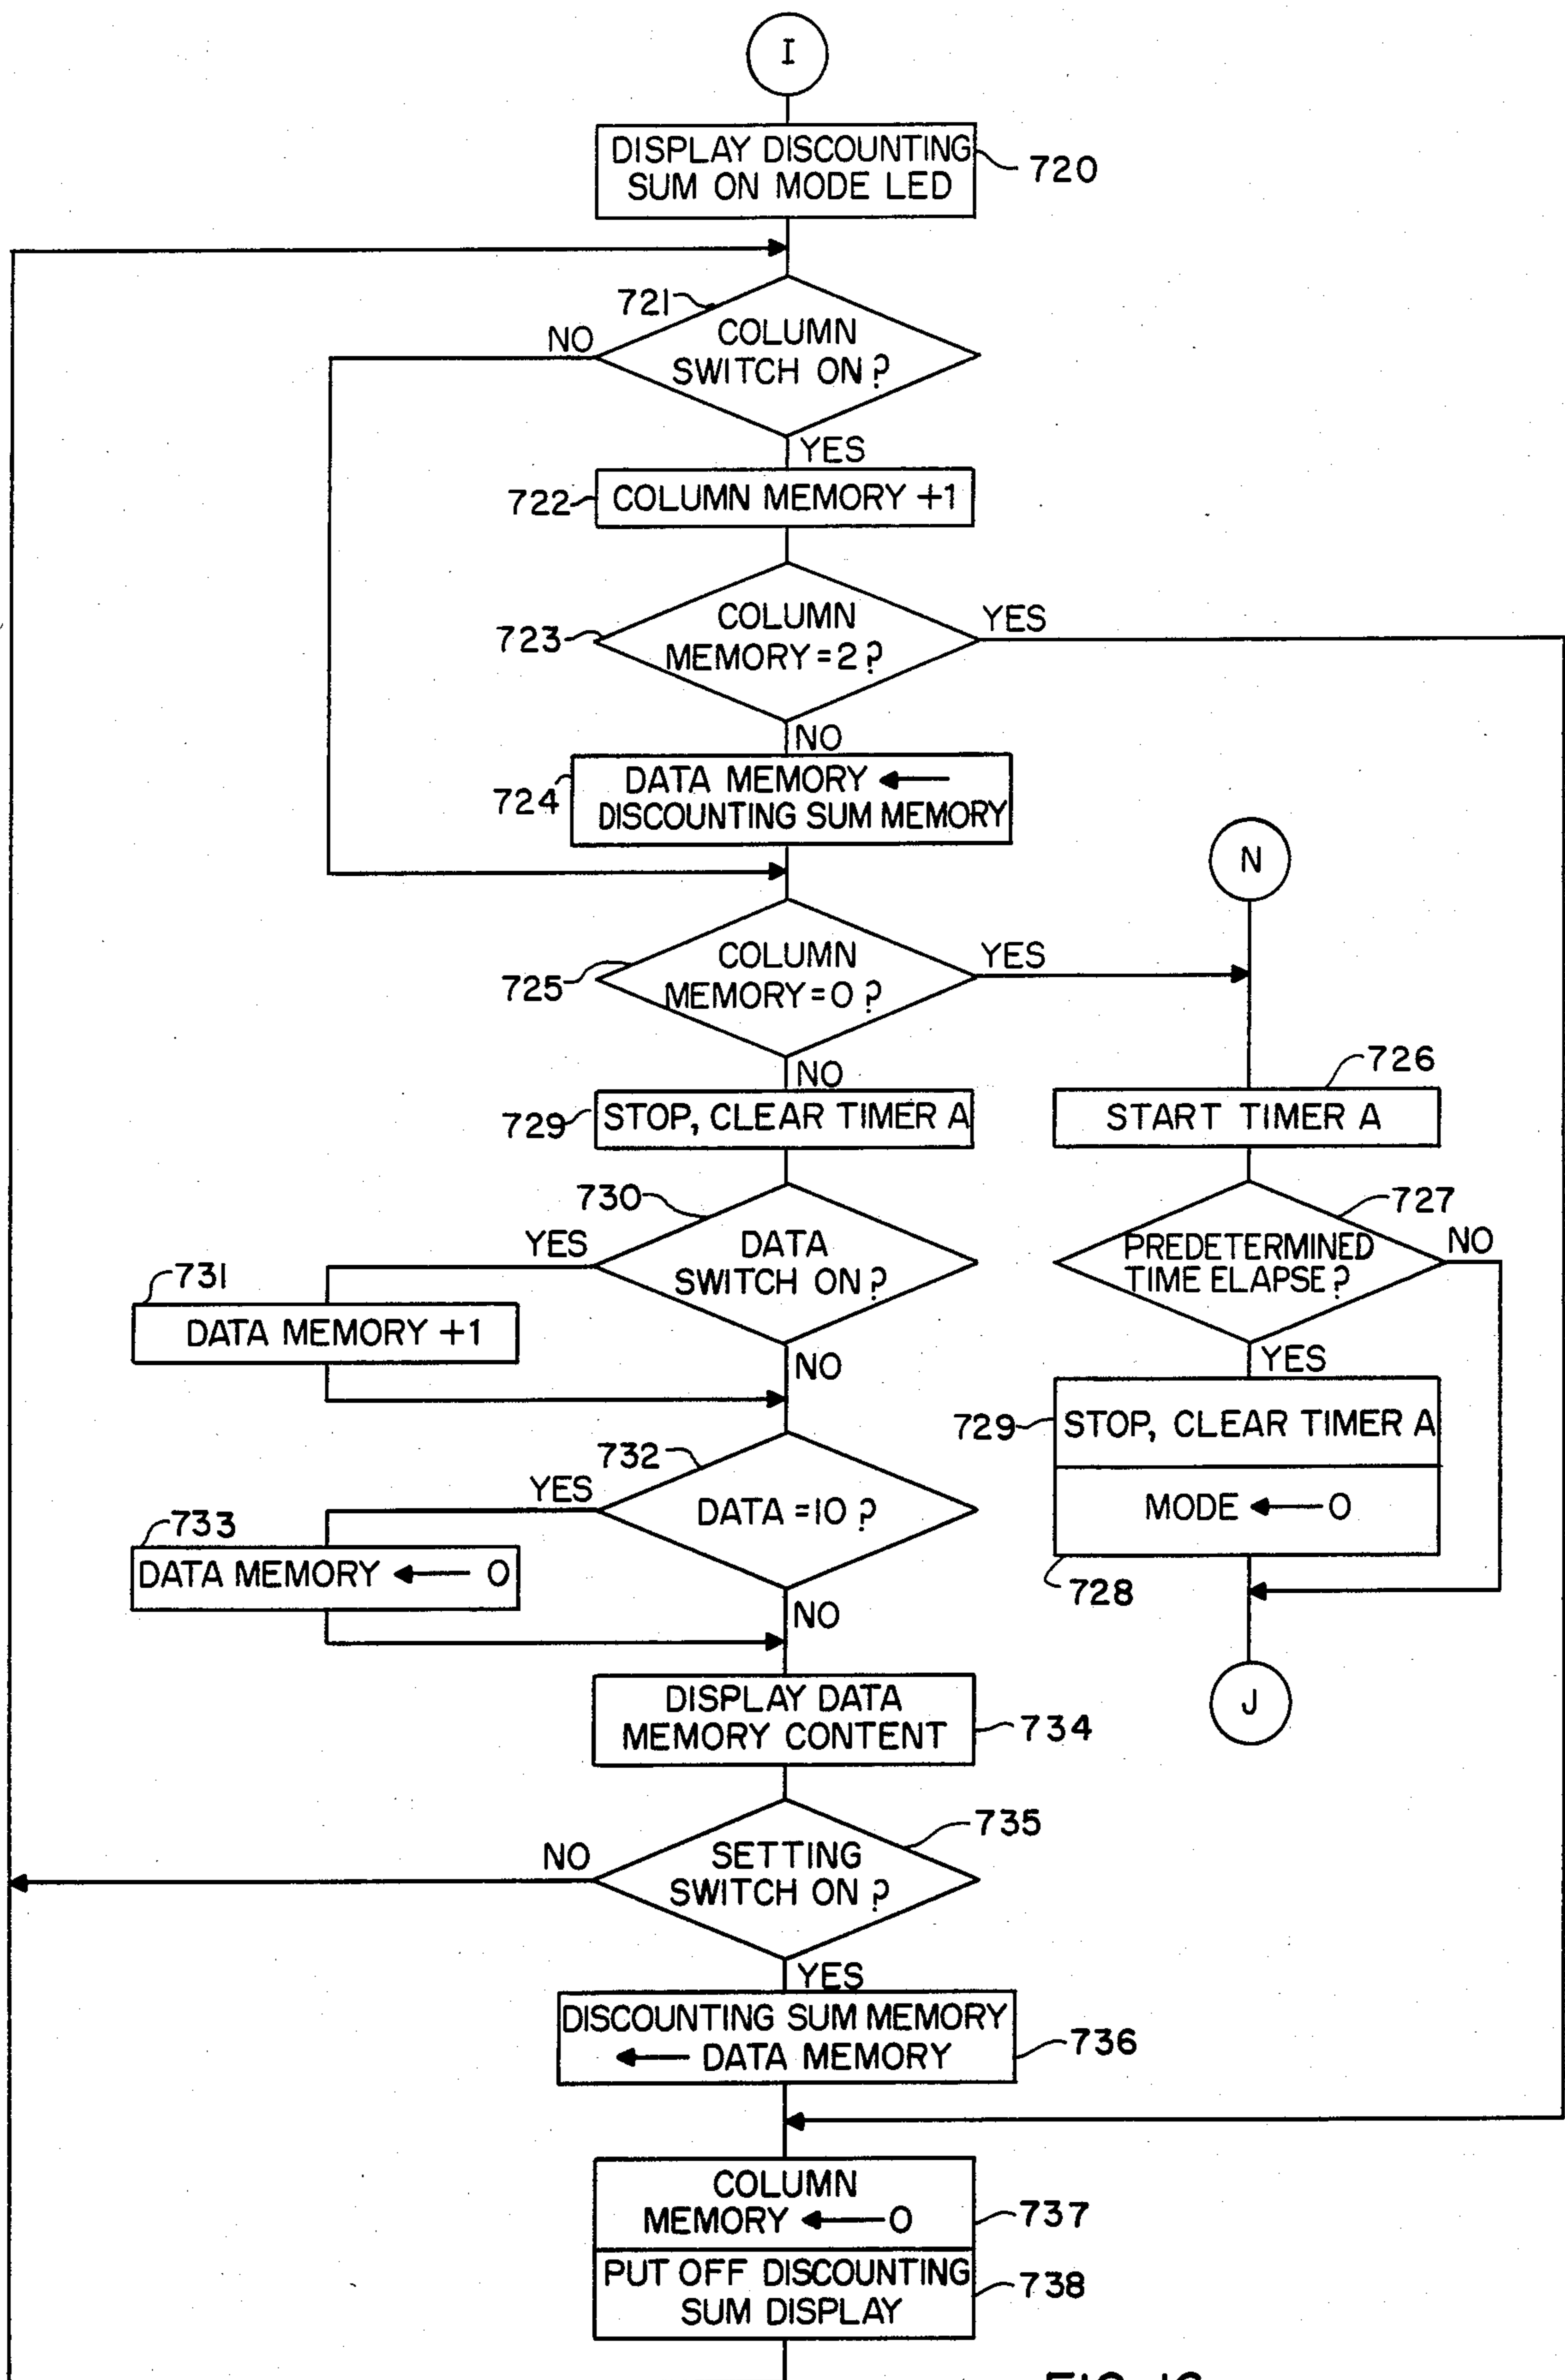 I
DISPLAY DISCOUNTING
SUM ON MODE LED
720
721
NO
COLUMN
SWITCH ON?
YES
722
COLUMN MEMORY +1
723
COLUMN
MEMORY=2?
YES
NO
724
DATA MEMORY ←
DISCOUNTING SUM MEMORY
N
725
COLUMN
MEMORY=0?
YES
NO
726
729
STOP, CLEAR TIMER A
START TIMER A
730
YES
DATA
SWITCH ON?
727
PREDETERMINED
TIME ELAPSE?
NO
731
DATA MEMORY +1
NO
YES
729
STOP, CLEAR TIMER A
732
YES
DATA =10?
MODE ← 0
733
DATA MEMORY ← 0
728
NO
DISPLAY DATA
MEMORY CONTENT
734
J
735
NO
SETTING
SWITCH ON?
YES
DISCOUNTING SUM MEMORY
← DATA MEMORY
736
COLUMN
MEMORY ← 0
737
PUT OFF DISCOUNTING
SUM DISPLAY
738